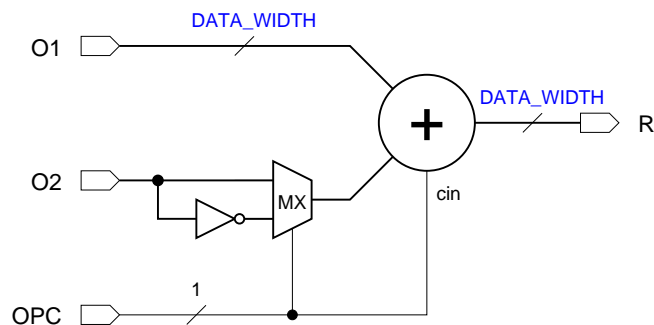 DATA_WIDTH
O1
DATA_WIDTH
+
R
O2
MX
cin
1
OPC